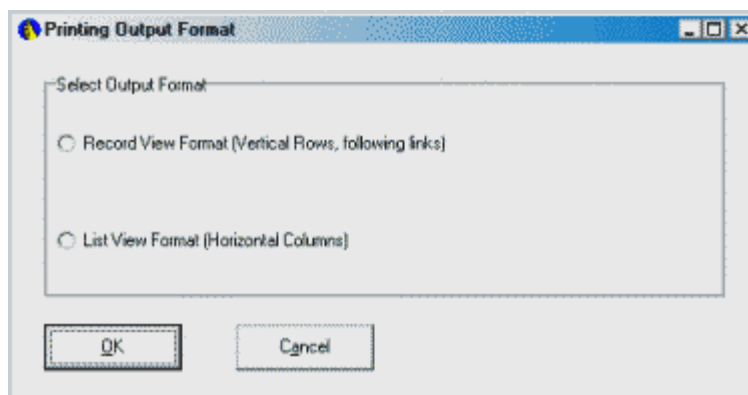 Printing Output Format
Select Output Format
Record View Format (Vertical Rows, following links)
List View Format (Horizontal Columns)
OK
Cancel